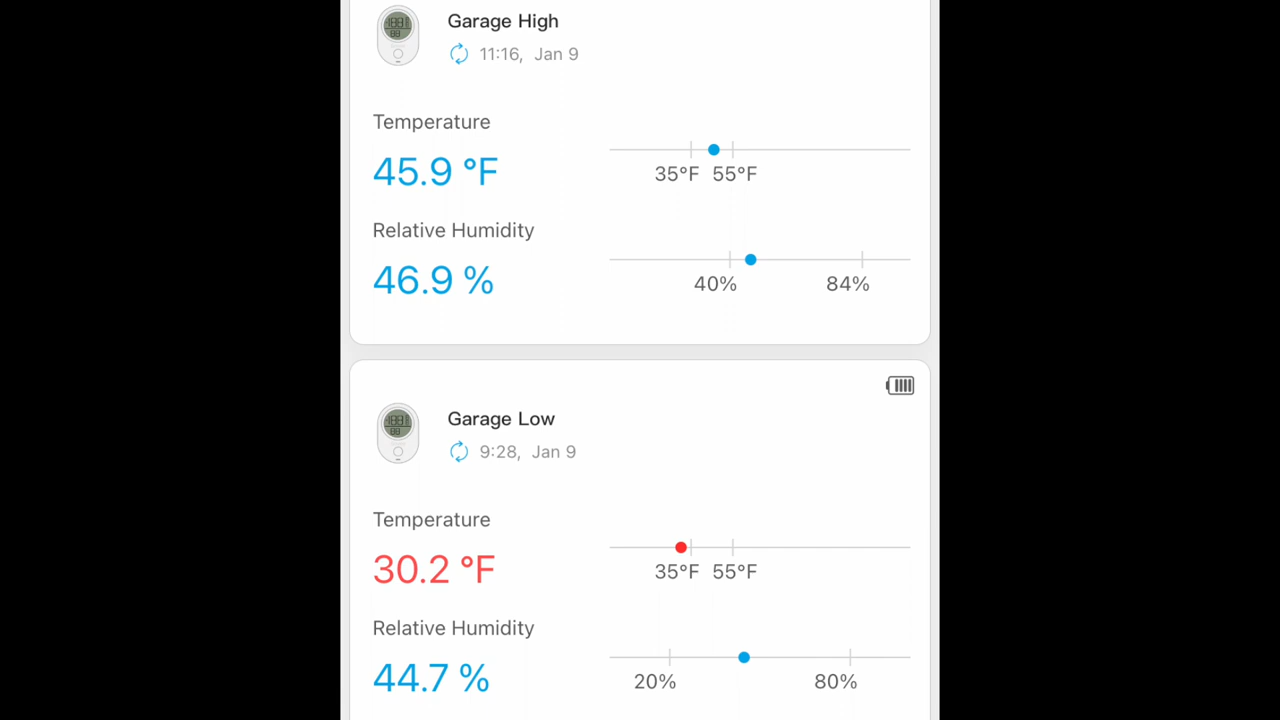 Garage High
11:16, Jan 9
Temperature
45.9 °F
35°F 55°F
Relative Humidity
46.9 %
40% 84%
Garage Low
9:28, Jan 9
Temperature
30.2 °F
35°F 55°F
Relative Humidity
44.7 %
20% 80%